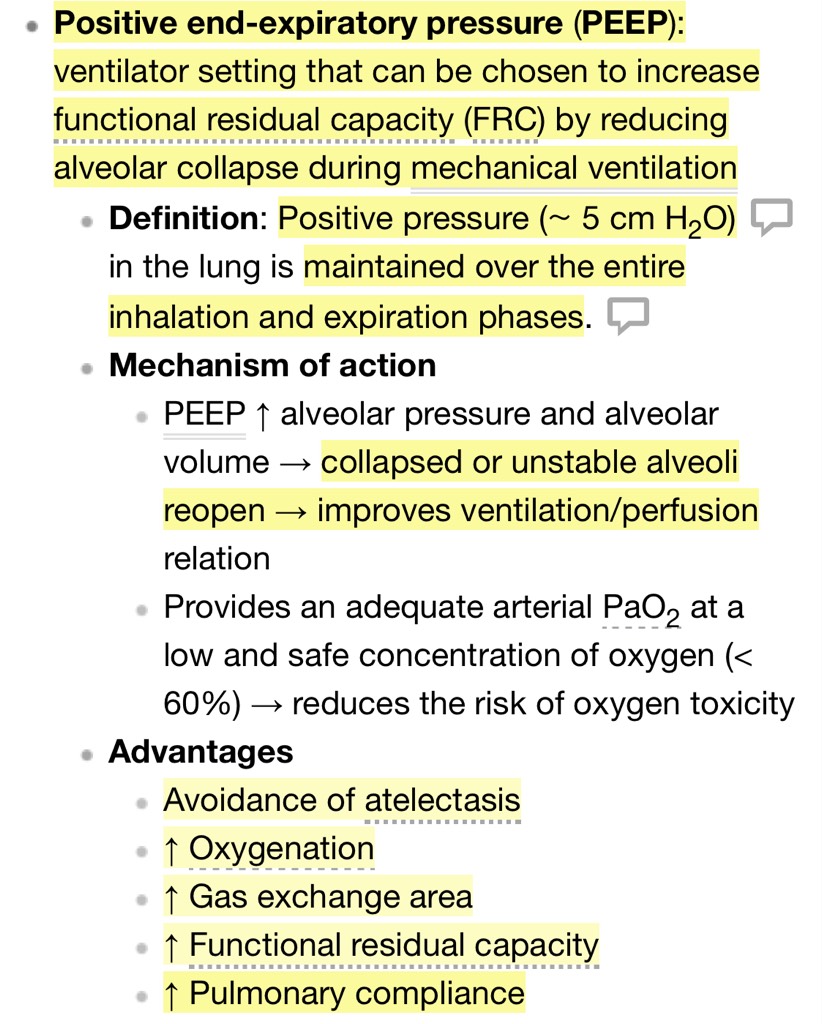 Positive end-expiratory pressure (PEEP):
ventilator setting that can be chosen to increase
functional residual capacity (FRC) by reducing
alveolar collapse during mechanical ventilation
Definition: Positive pressure (~ 5 cm H₂O)
in the lung is maintained over the entire
inhalation and expiration phases.
Mechanism of action
PEEP ↑ alveolar pressure and alveolar
volume → collapsed or unstable alveoli
reopen → improves ventilation/perfusion
relation
Provides an adequate arterial PaO₂ at a
low and safe concentration of oxygen (<
60%) → reduces the risk of oxygen toxicity
Advantages
Avoidance of atelectasis
↑ Oxygenation
↑ Gas exchange area
↑ Functional residual capacity
↑ Pulmonary compliance